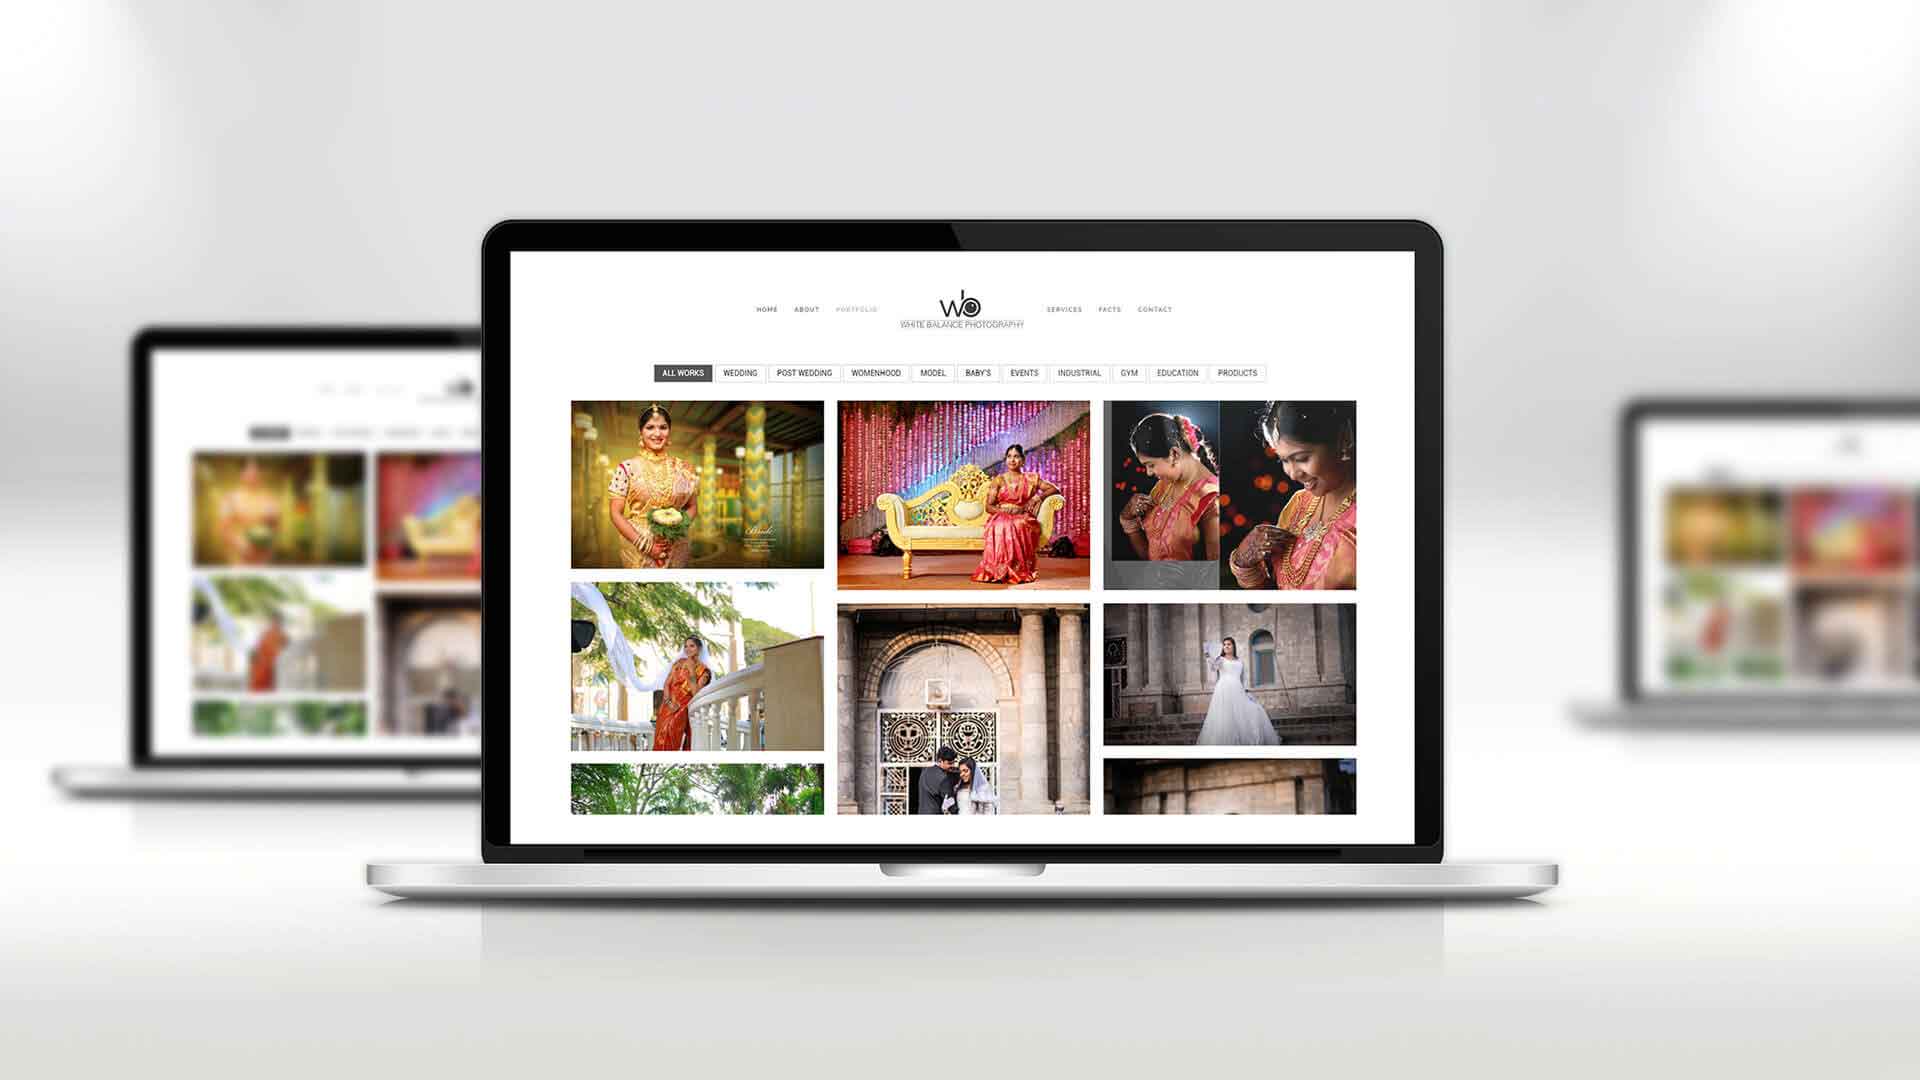 HOME ABOUT PORTFOLIO
wb
WHITE BALANCE PHOTOGRAPHY
SERVICES FACTS CONTACT
ALL WORKS WEDDING POST WEDDING WOMENHOOD MODEL BABY'S EVENTS INDUSTRIAL GYM EDUCATION PRODUCTS
Bride